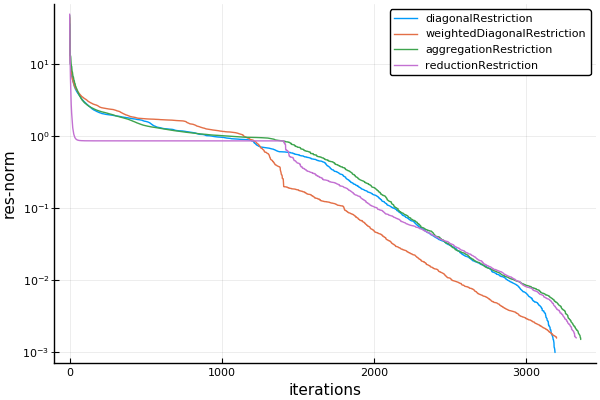 diagonalRestriction
weightedDiagonalRestriction
aggregationRestriction
reductionRestriction
10¹
10⁰
10⁻¹
10⁻²
10⁻³
res-norm
0 1000 2000 3000
iterations